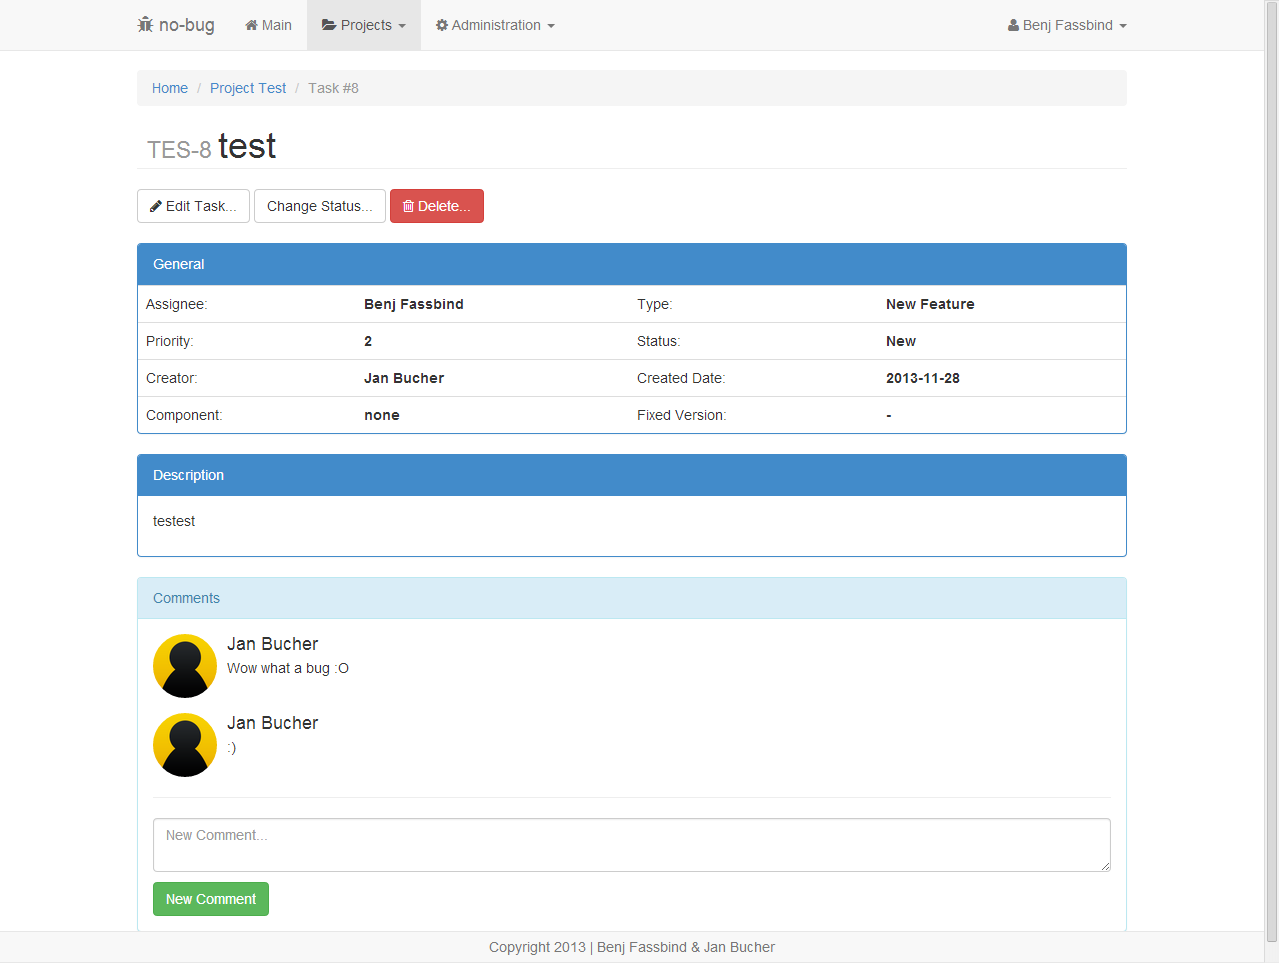 no-bug Main Projects Administration Benj Fassbind
Home / Project Test / Task #8
TES-8 test
Edit Task... Change Status... Delete...
General
Assignee: Benj Fassbind Type: New Feature
Priority: 2 Status: New
Creator: Jan Bucher Created Date: 2013-11-28
Component: none Fixed Version: -
Description
testest
Comments
Jan Bucher
Wow what a bug :O
Jan Bucher
:)
New Comment...
New Comment
Copyright 2013 | Benj Fassbind & Jan Bucher